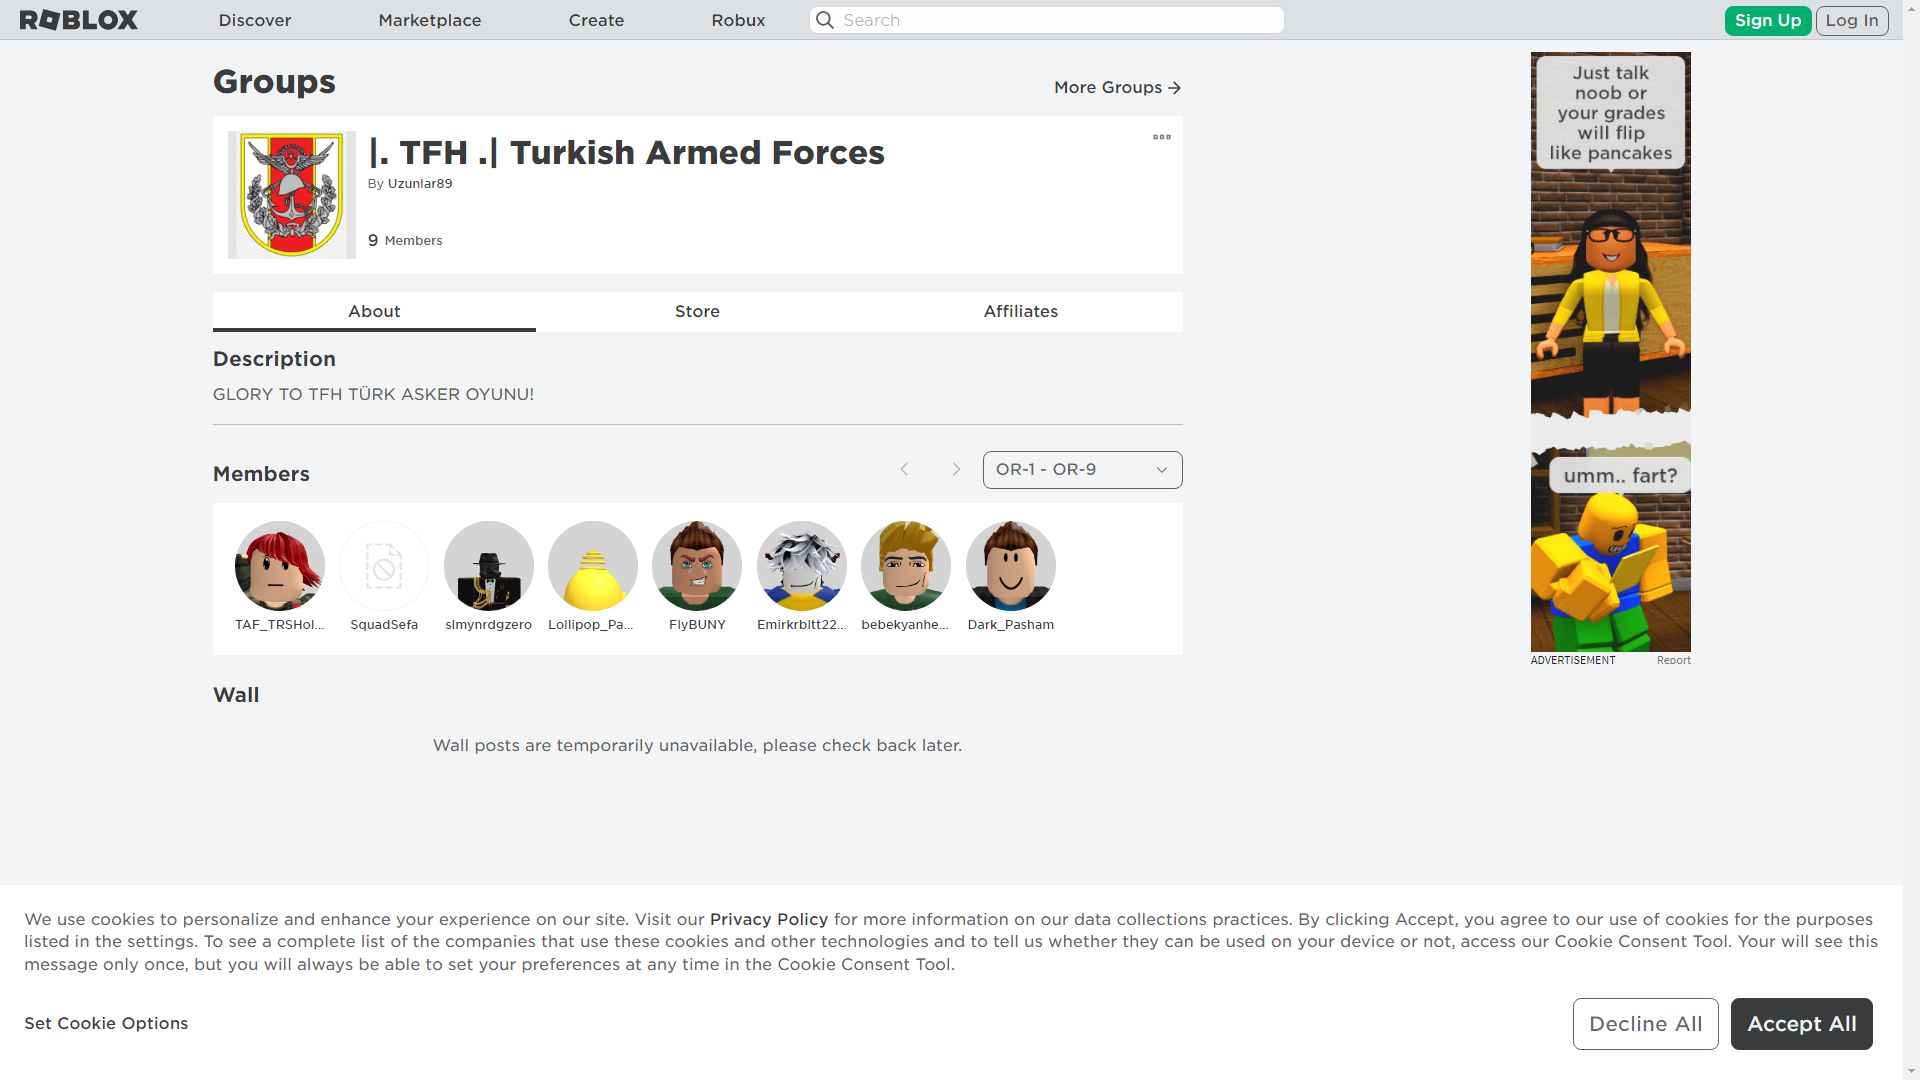 ROBLOX
Discover
Marketplace
Create
Robux
Search
Sign Up
Log In
Groups
More Groups
|. TFH .| Turkish Armed Forces
By Uzunlar89
9 Members
About
Store
Affiliates
Description
GLORY TO TFH TÜRK ASKER OYUNU!
Members
OR-1 - OR-9
TAF_TRSHol...
SquadSefa
slmynrdgzero
Lollipop_Pa...
FlyBUNY
Emirkrbltt22...
bebekyanhe...
Dark_Pasham
Wall
Wall posts are temporarily unavailable, please check back later.
Just talk
noob or
your grades
will flip
like pancakes
umm.. fart?
ADVERTISEMENT
Report
We use cookies to personalize and enhance your experience on our site. Visit our Privacy Policy for more information on our data collections practices. By clicking Accept, you agree to our use of cookies for the purposes
listed in the settings. To see a complete list of the companies that use these cookies and other technologies and to tell us whether they can be used on your device or not, access our Cookie Consent Tool. Your will see this
message only once, but you will always be able to set your preferences at any time in the Cookie Consent Tool.
Set Cookie Options
Decline All
Accept All